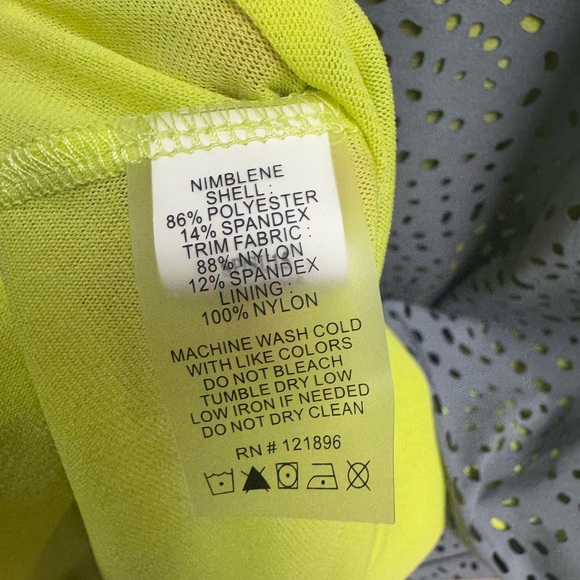 NIMBLENE
SHELL :
86% POLYESTER
14% SPANDEX
TRIM FABRIC :
88% NYLON
12% SPANDEX
LINING :
100% NYLON
MACHINE WASH COLD
WITH LIKE COLORS
DO NOT BLEACH
TUMBLE DRY LOW
LOW IRON IF NEEDED
DO NOT DRY CLEAN
RN # 121896